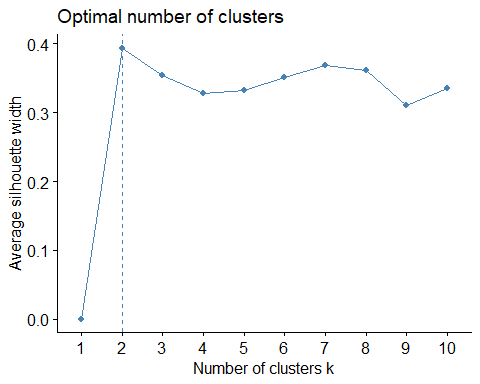 Optimal number of clusters
Average silhouette width
0.4
0.3
0.2
0.1
0.0
1 2 3 4 5 6 7 8 9 10
Number of clusters k